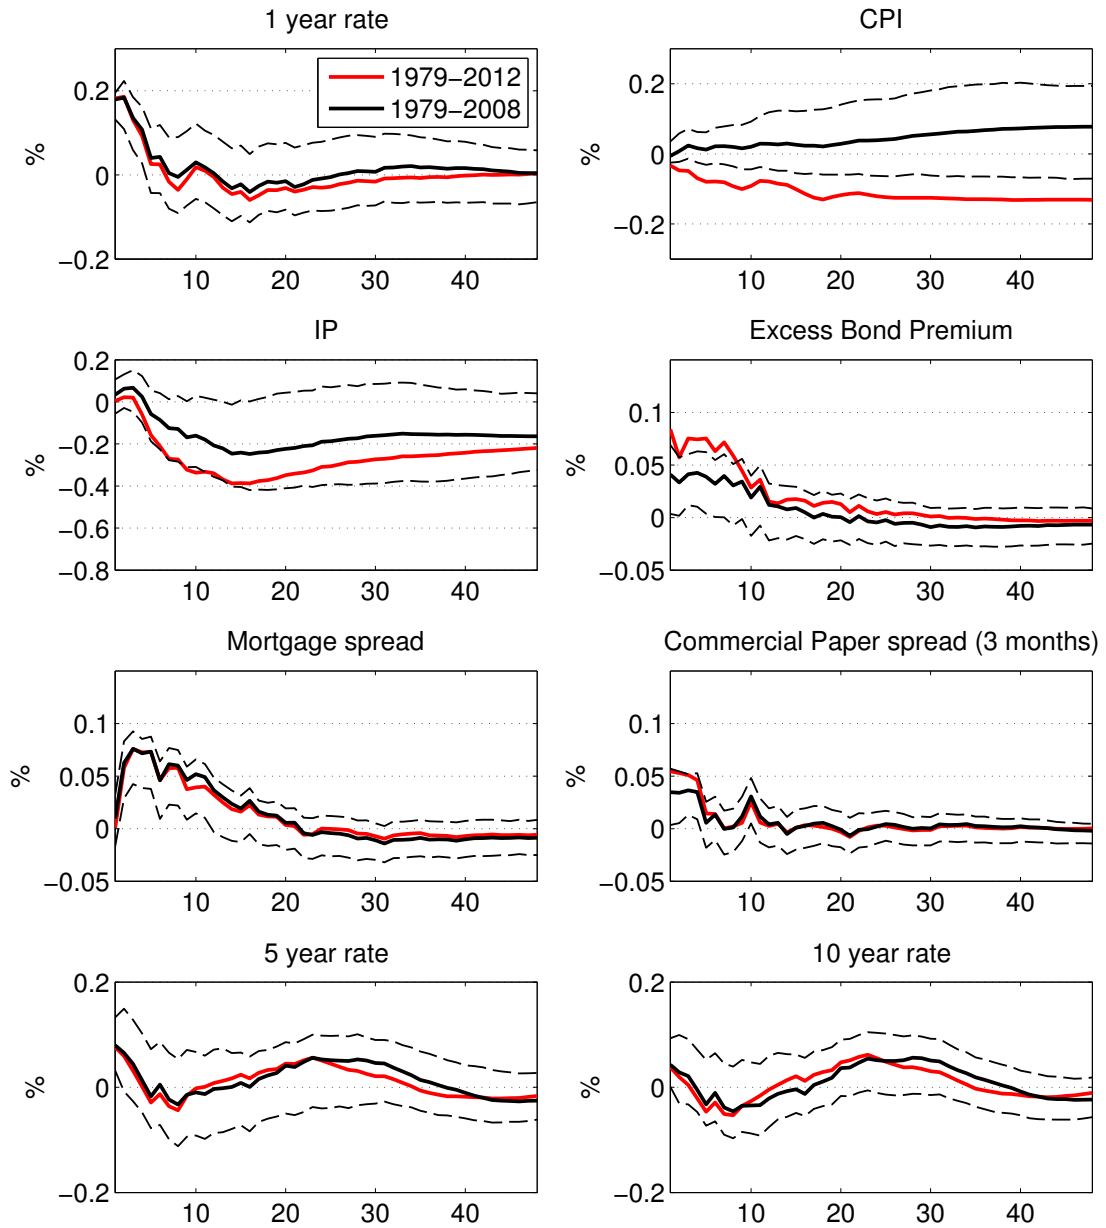 1 year rate
%
0.2
0
−0.2
10 20 30 40
1979−2012
1979−2008
CPI
%
0.2
0
−0.2
10 20 30 40
IP
%
0.2
0
−0.2
−0.4
−0.6
−0.8
10 20 30 40
Excess Bond Premium
%
0.1
0.05
0
−0.05
10 20 30 40
Mortgage spread
%
0.1
0.05
0
−0.05
10 20 30 40
Commercial Paper spread (3 months)
%
0.1
0.05
0
−0.05
10 20 30 40
5 year rate
%
0.2
0
−0.2
10 20 30 40
10 year rate
%
0.2
0
−0.2
10 20 30 40